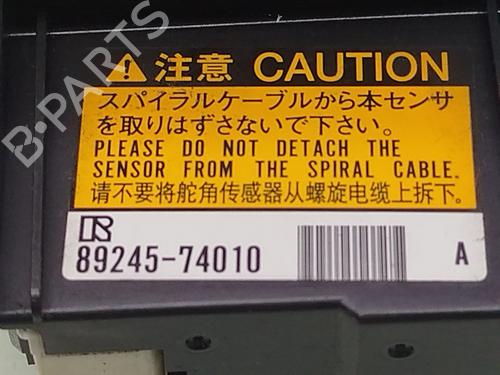 注意 CAUTION
スパイラルケーブルから本センサ
を取りはずさないで下さい。
PLEASE DO NOT DETACH THE
SENSOR FROM THE SPIRAL CABLE.
请不要将舵角传感器从螺旋电缆上拆下.
R
89245-74010 A
B-PARTS